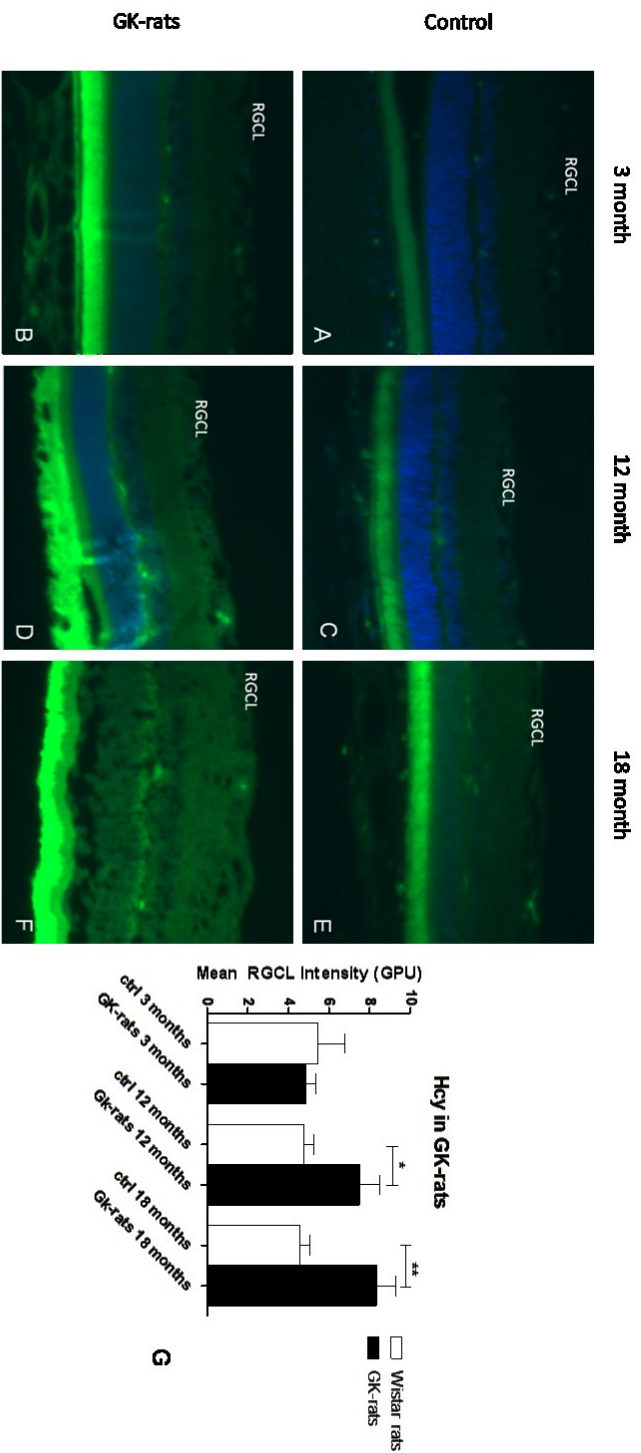 3 month
12 month
18 month
Control
RGCL
A
RGCL
C
RGCL
E
GK-rats
RGCL
B
RGCL
D
RGCL
F
Hcy in GK-rats
Mean RGCL Intensity (GPU)
10
8
6
4
2
0
*
**
ctrl 3 months
GK-rats 3 months
ctrl 12 months
Gk-rats 12 months
ctrl 18 months
Gk-rats 18 months
Wistar rats
GK-rats
G